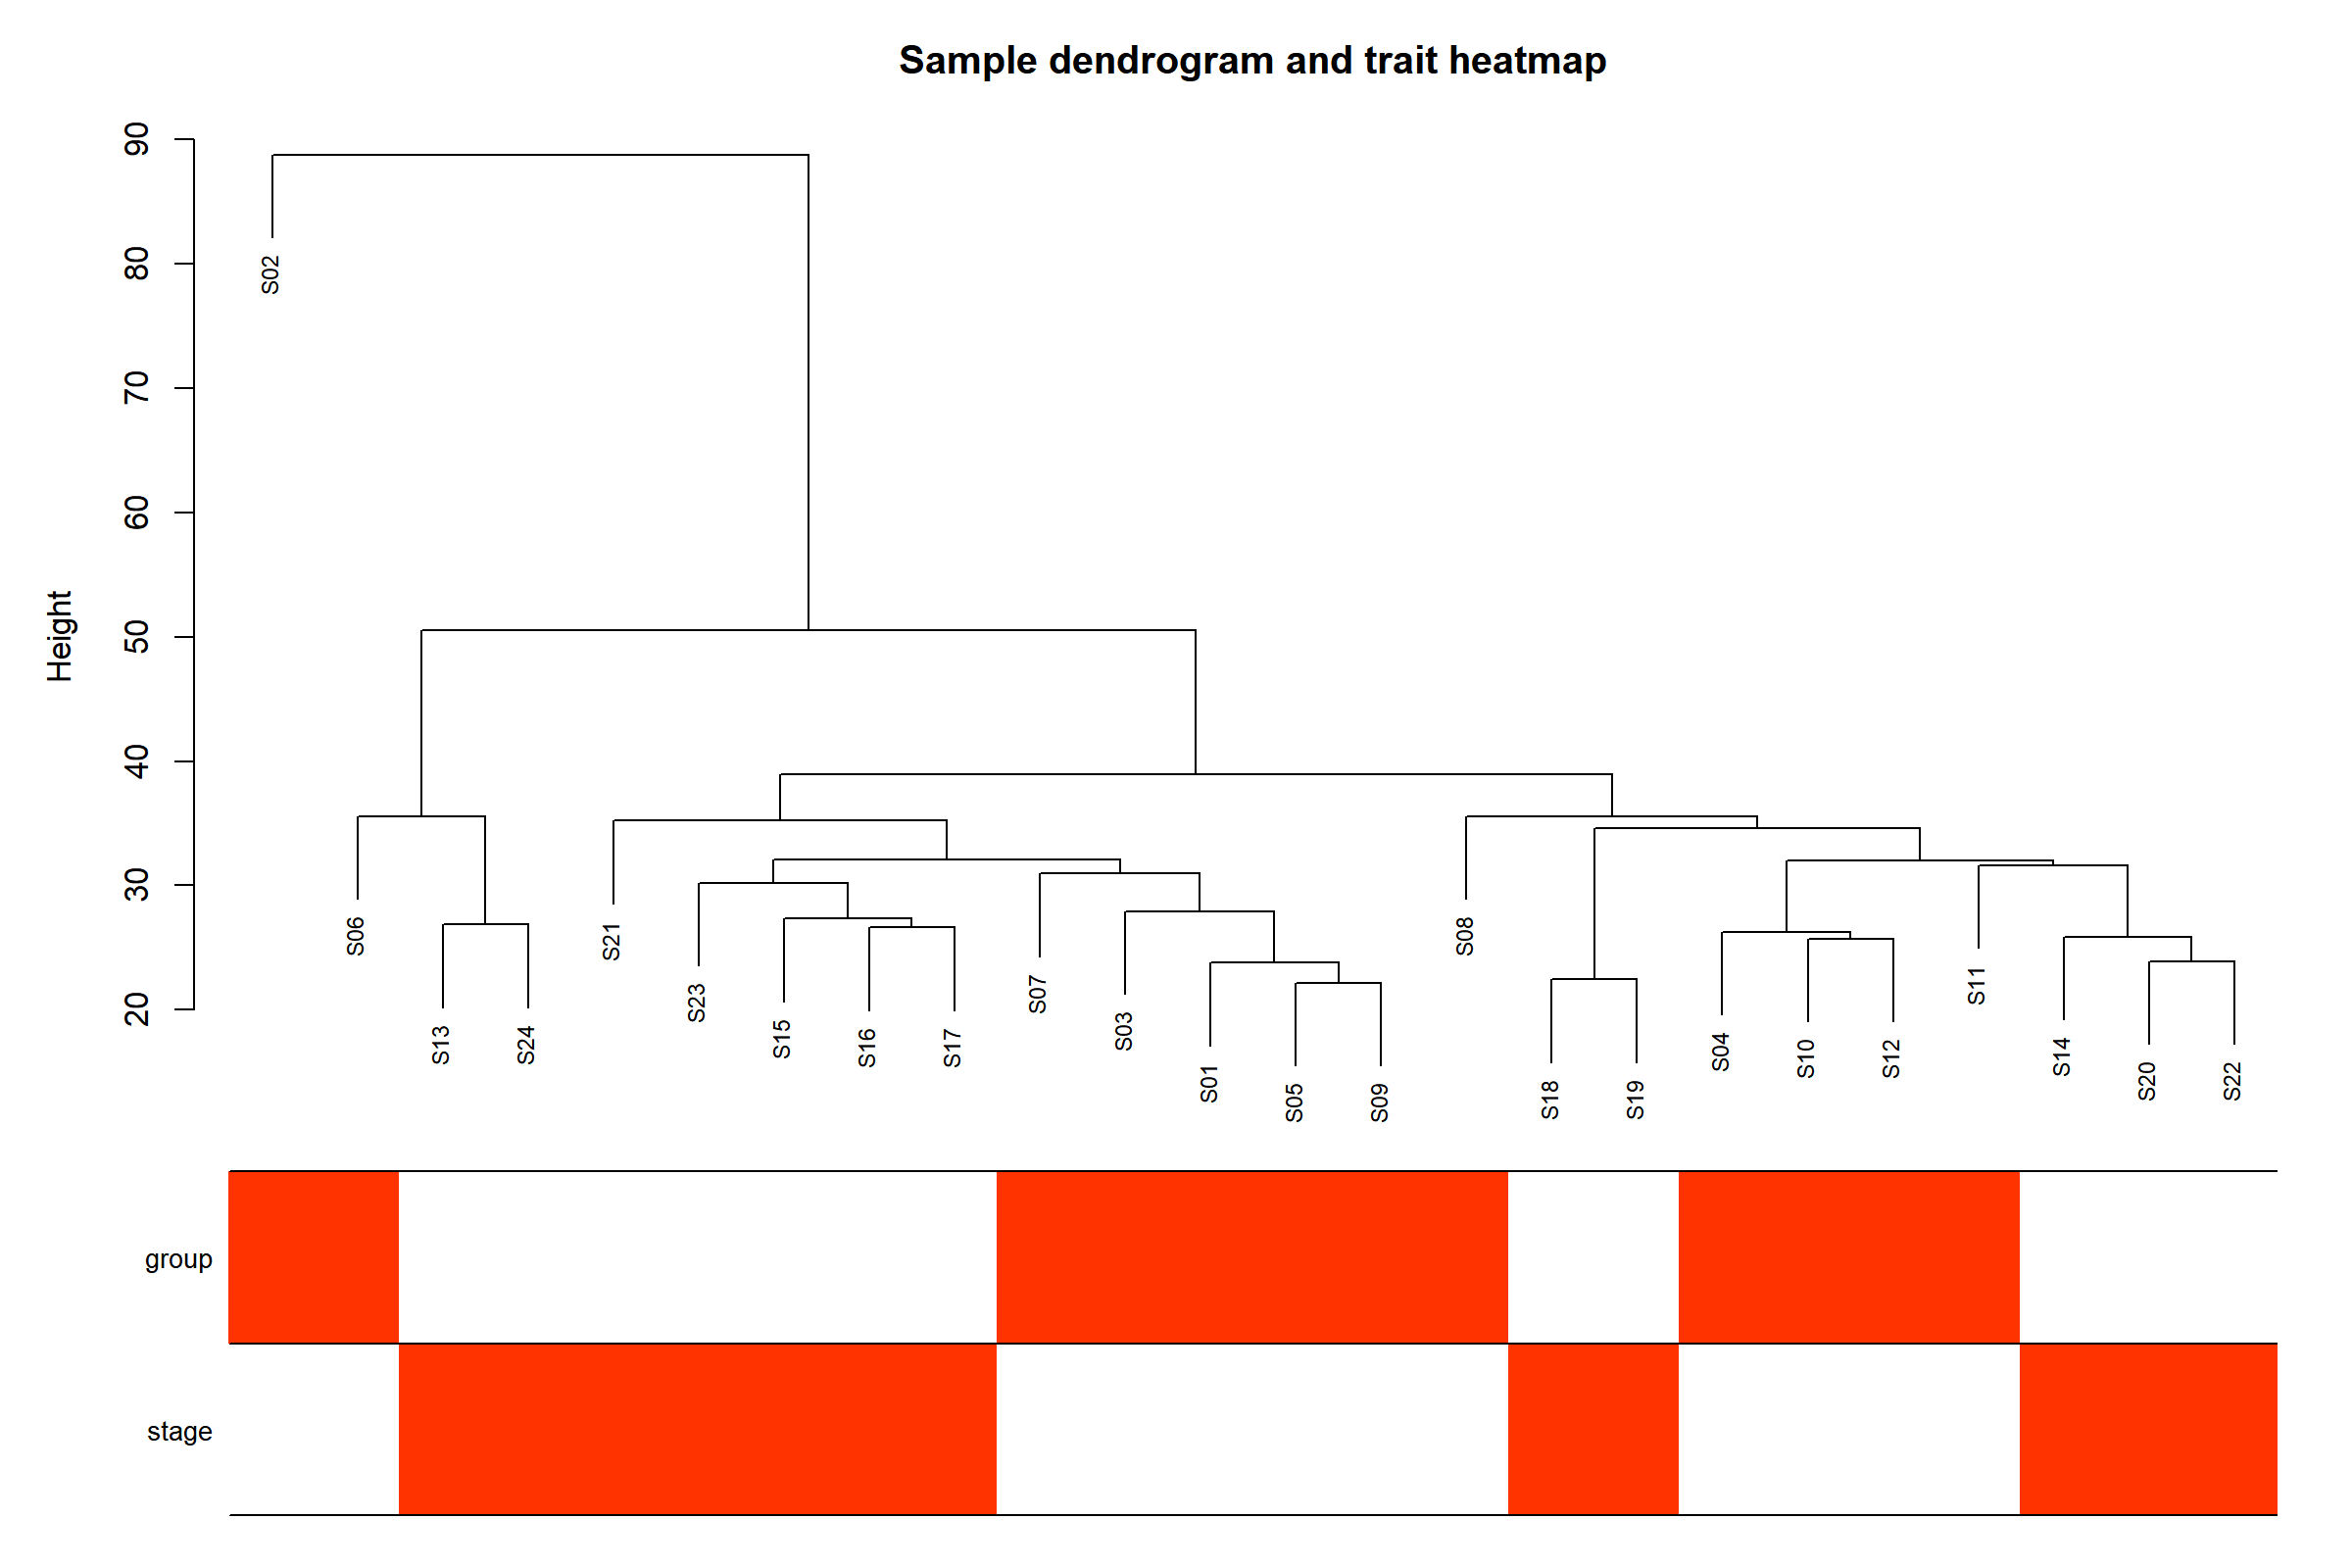 Sample dendrogram and trait heatmap
Height
90
80
70
60
50
40
30
20
S02
S06
S13
S24
S21
S23
S15
S16
S17
S07
S03
S01
S05
S09
S08
S18
S19
S04
S10
S12
S11
S14
S20
S22
group
stage